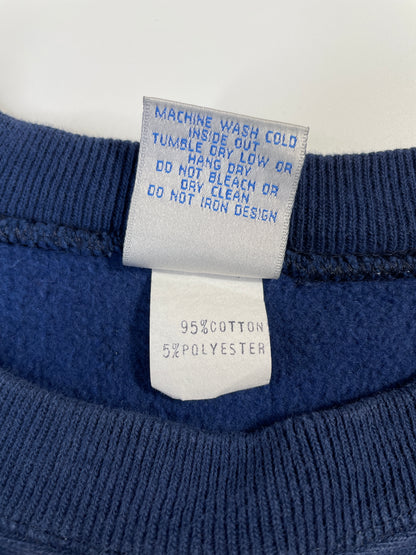 MACHINE WASH COLD
INSIDE OUT
TUMBLE DRY LOW OR
HANG DRY
DO NOT BLEACH OR
DRY CLEAN
DO NOT IRON DESIGN
95%COTTON
5%POLYESTER